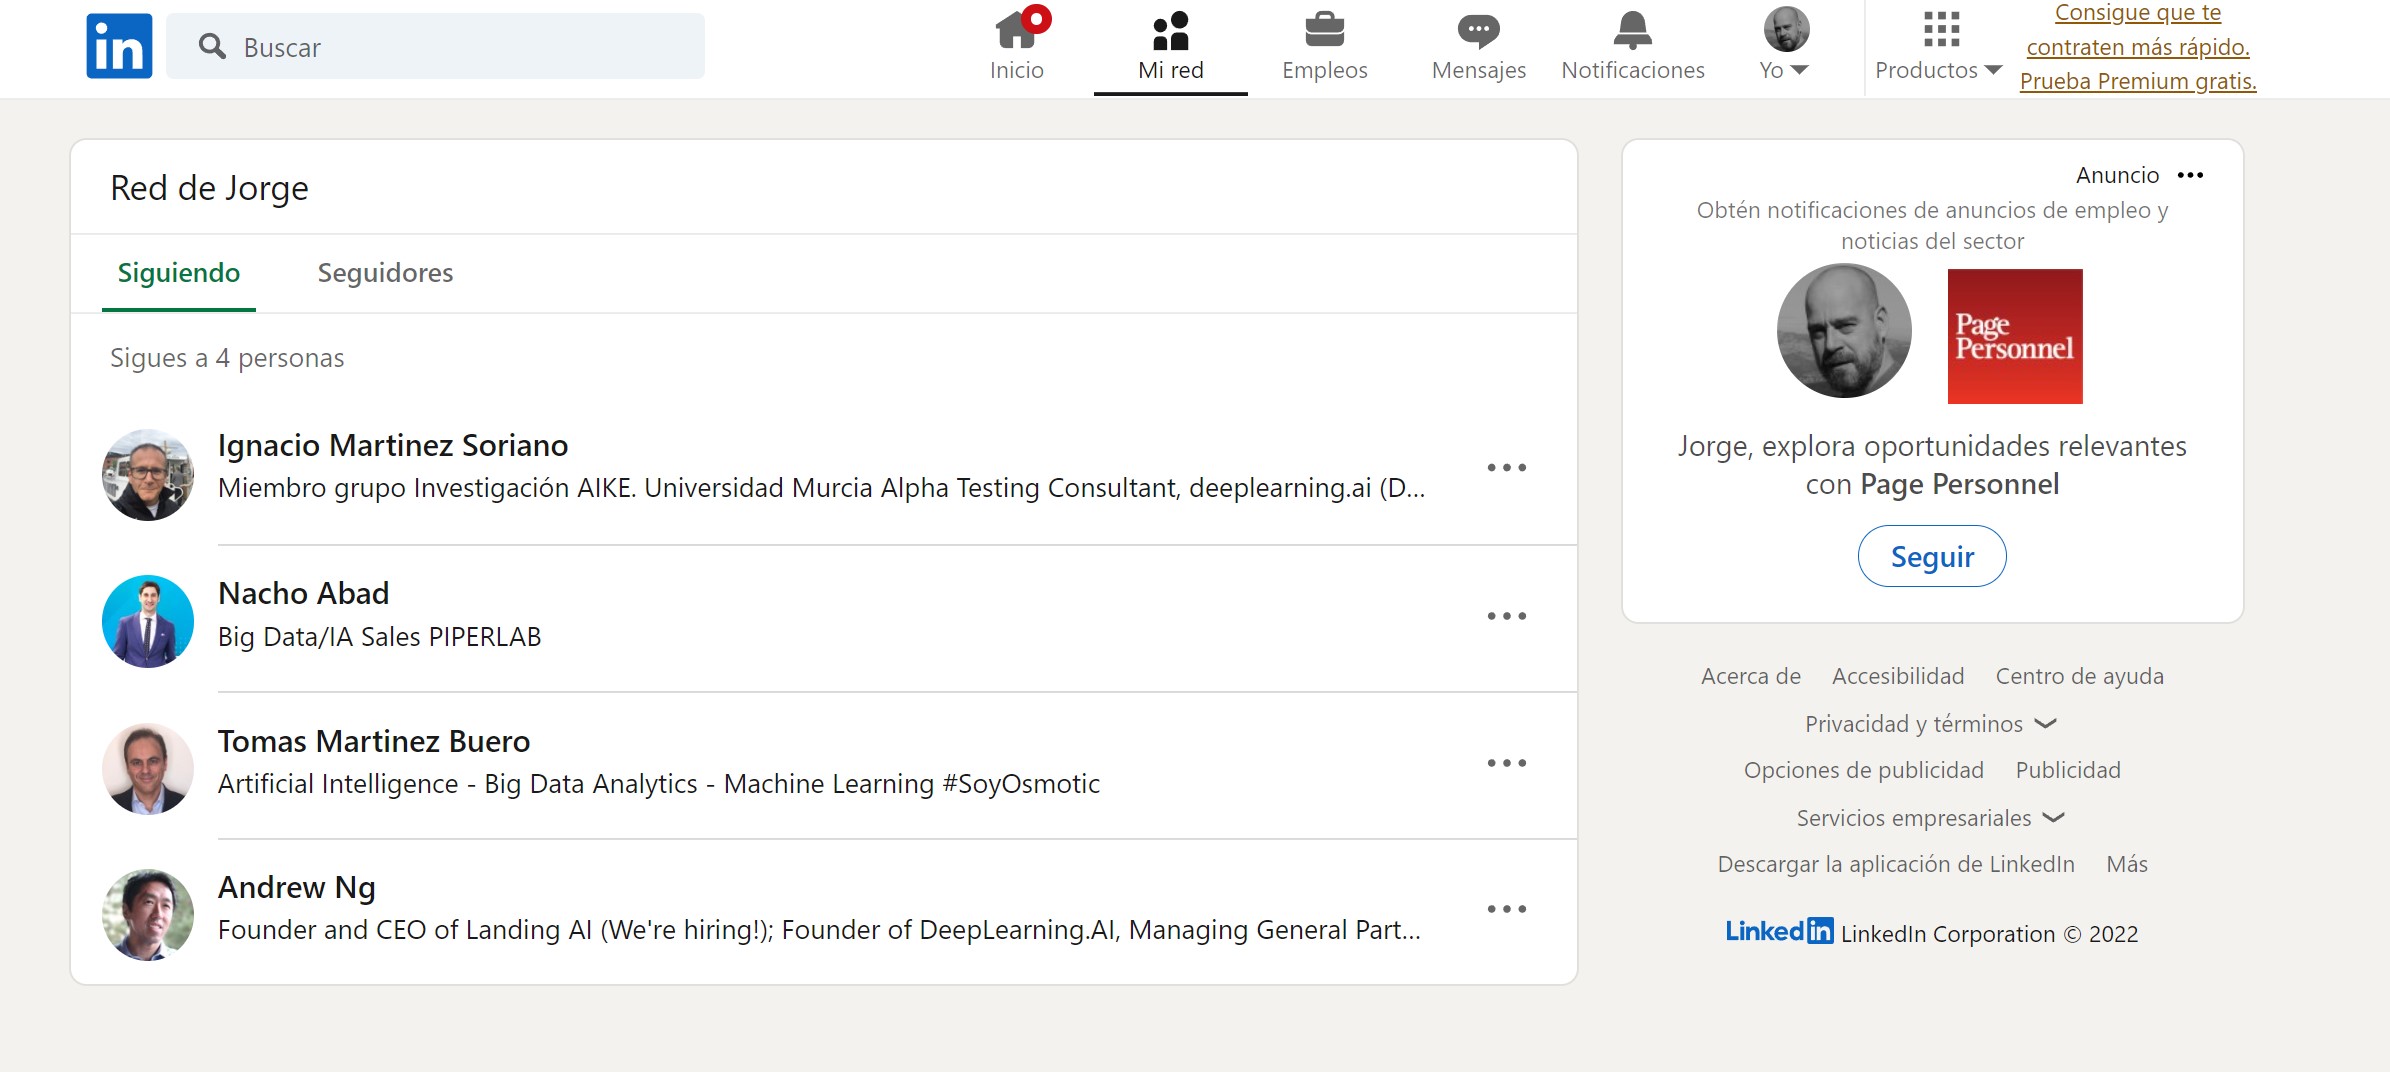 in
Buscar
Inicio
Mi red
Empleos
Mensajes
Notificaciones
Yo
Productos
Consigue que te
contraten más rápido.
Prueba Premium gratis.
Red de Jorge
Siguiendo
Seguidores
Sigues a 4 personas
Ignacio Martinez Soriano
Miembro grupo Investigación AIKE. Universidad Murcia Alpha Testing Consultant, deeplearning.ai (D...
Nacho Abad
Big Data/IA Sales PIPERLAB
Tomas Martinez Buero
Artificial Intelligence - Big Data Analytics - Machine Learning #SoyOsmotic
Andrew Ng
Founder and CEO of Landing AI (We're hiring!); Founder of DeepLearning.AI, Managing General Part...
Anuncio
Obtén notificaciones de anuncios de empleo y
noticias del sector
Page
Personnel
Jorge, explora oportunidades relevantes
con Page Personnel
Seguir
Acerca de Accesibilidad Centro de ayuda
Privacidad y términos
Opciones de publicidad Publicidad
Servicios empresariales
Descargar la aplicación de LinkedIn Más
LinkedIn LinkedIn Corporation © 2022